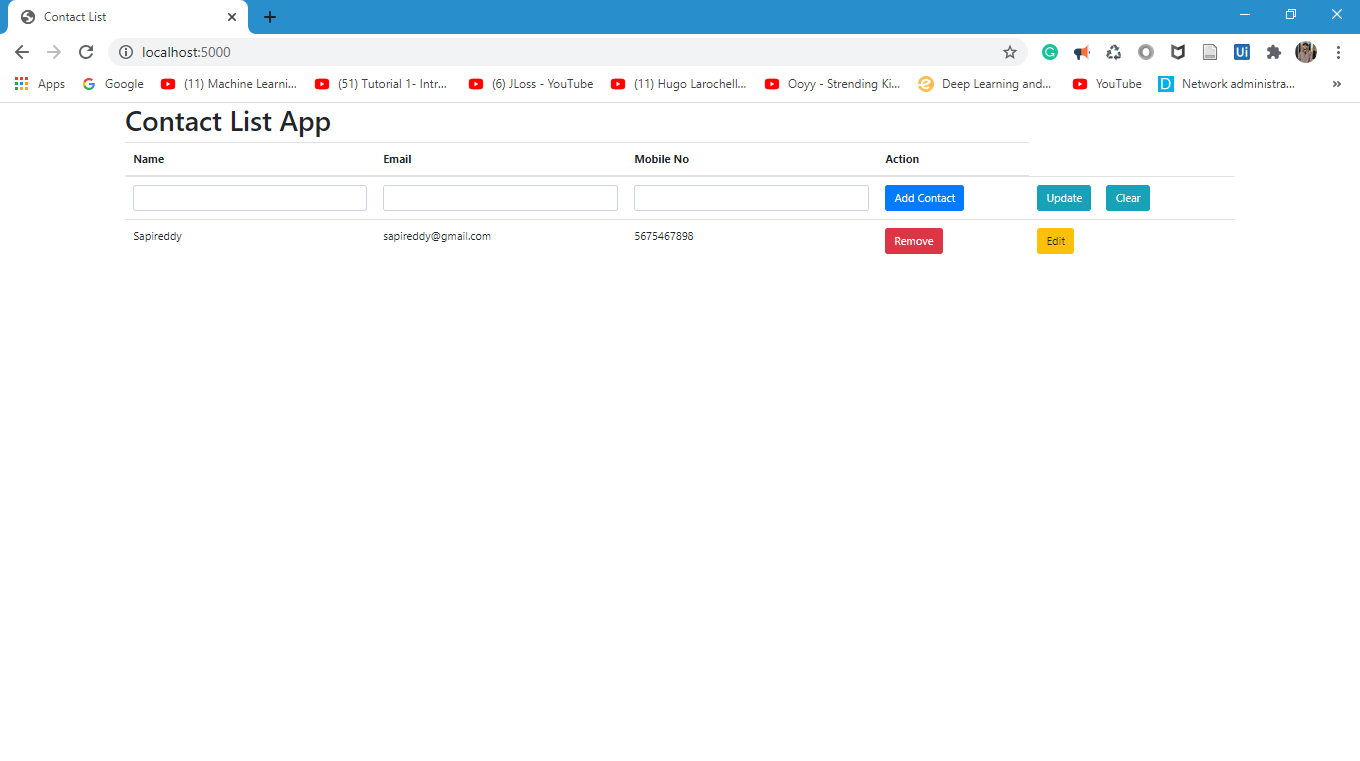 Contact List
localhost:5000
Apps Google (11) Machine Learni... (51) Tutorial 1- Intr... (6) JLoss - YouTube (11) Hugo Larochell... Ooyy - Strending Ki... Deep Learning and... YouTube D Network administra... »
Contact List App
Name Email Mobile No Action
Add Contact Update Clear
Sapireddy sapireddy@gmail.com 5675467898 Remove Edit